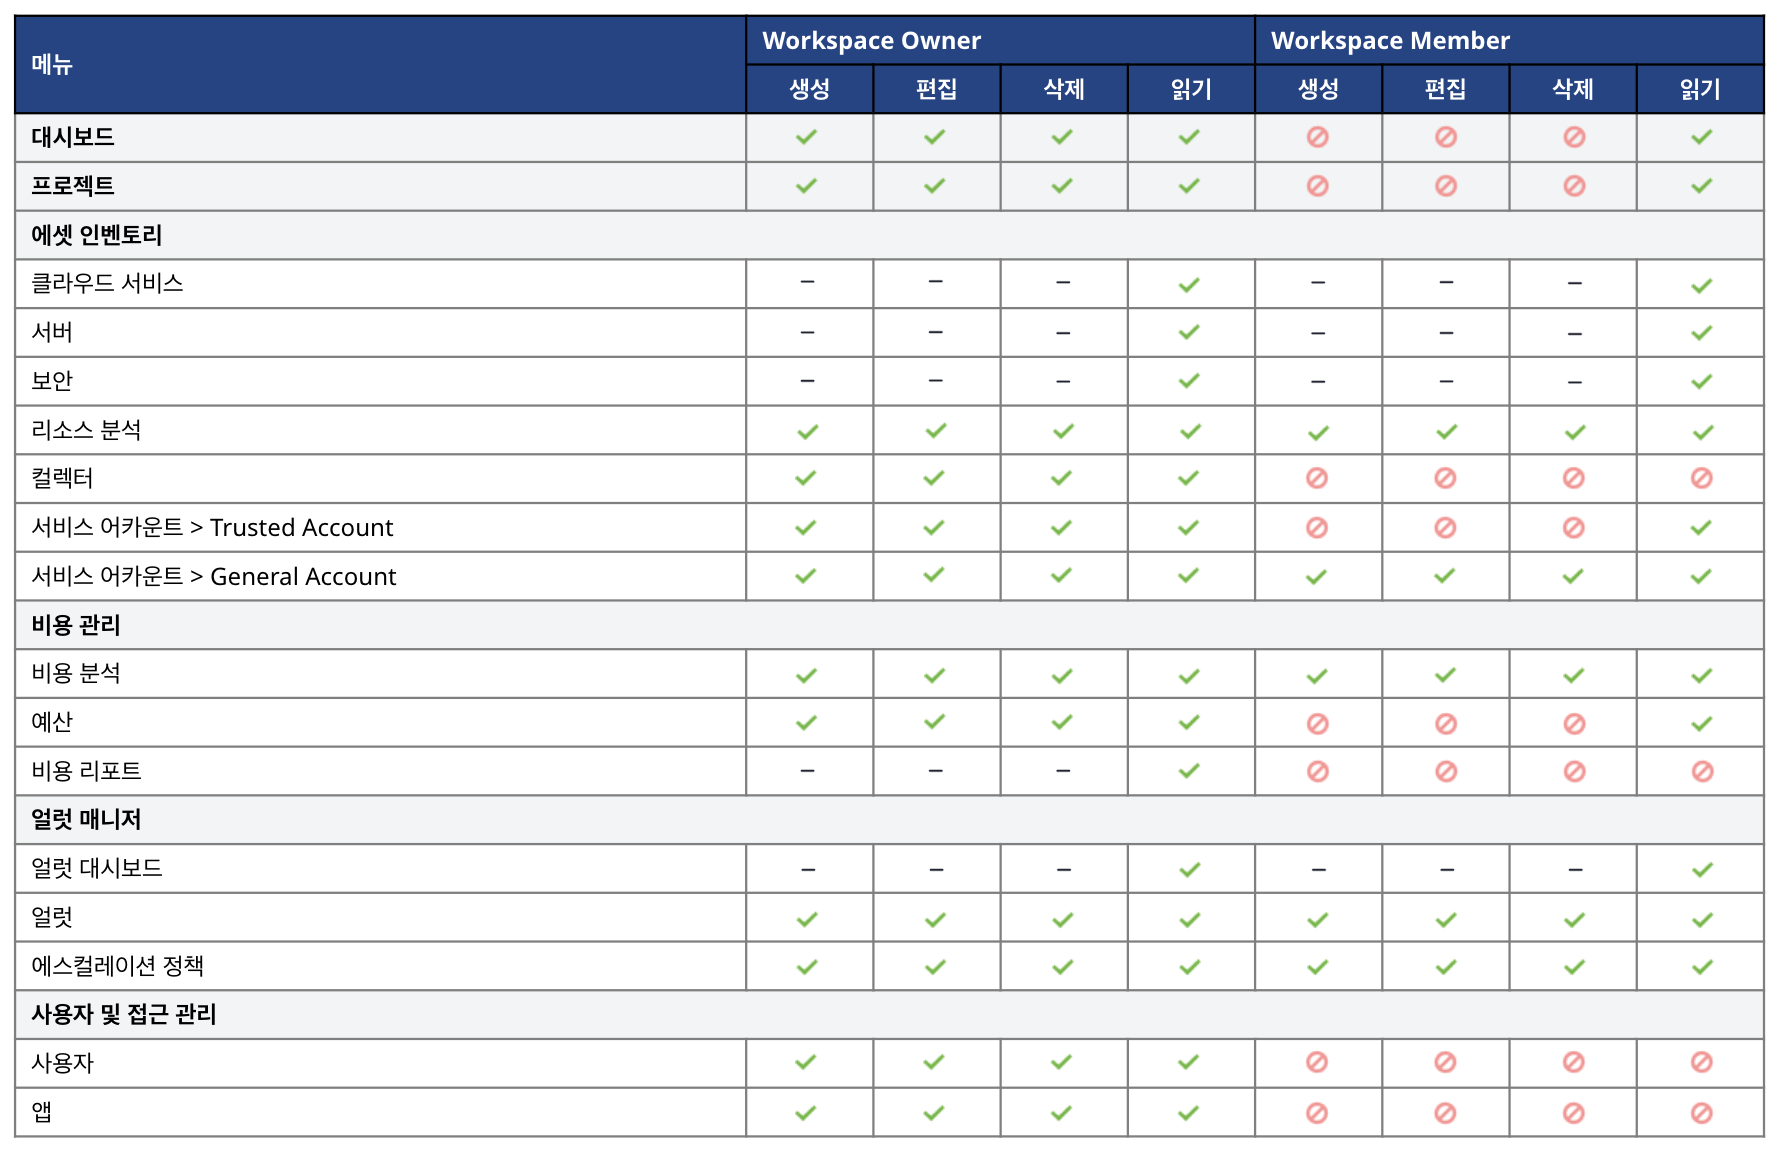 메뉴
Workspace Owner
Workspace Member
생성 편집 삭제 읽기 생성 편집 삭제 읽기
대시보드
프로젝트
에셋 인벤토리
클라우드 서비스 – – – – – –
서버 – – – – – –
보안 – – – – – –
리소스 분석
컬렉터
서비스 어카운트 > Trusted Account
서비스 어카운트 > General Account
비용 관리
비용 분석
예산
비용 리포트 – – –
얼럿 매니저
얼럿 대시보드 – – – – – –
얼럿
에스컬레이션 정책
사용자 및 접근 관리
사용자
앱